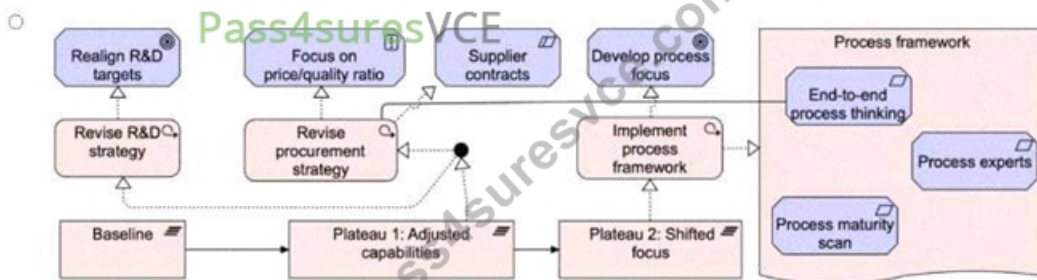 Pass4suresVCE
Realign R&D
targets
Focus on
price/quality ratio
Supplier
contracts
Develop process
focus
Process framework
End-to-end
process thinking
Revise R&D
strategy
Revise
procurement
strategy
Implement
process
framework
Process experts
Process maturity
scan
Baseline
Plateau 1: Adjusted
capabilities
Plateau 2: Shifted
focus